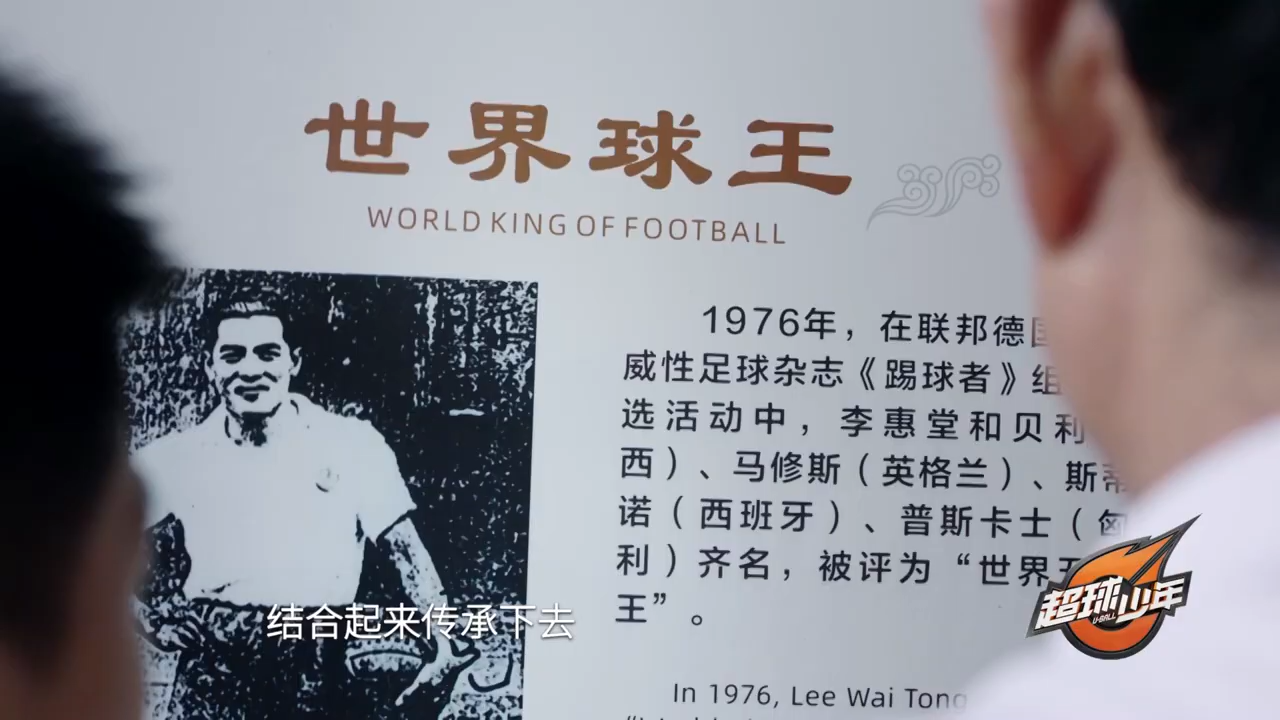 世界球王
WORLD KING OF FOOTBALL
1976年，在联邦德
威性足球杂志《踢球者》组
选活动中，李惠堂和贝利
西）、马修斯（英格兰）、斯蒂
诺（西班牙）、普斯卡士（匈
利）齐名，被评为“世界五
王”。
In 1976, Lee Wai Tong
结合起来传承下去
超球少年
U-BALL